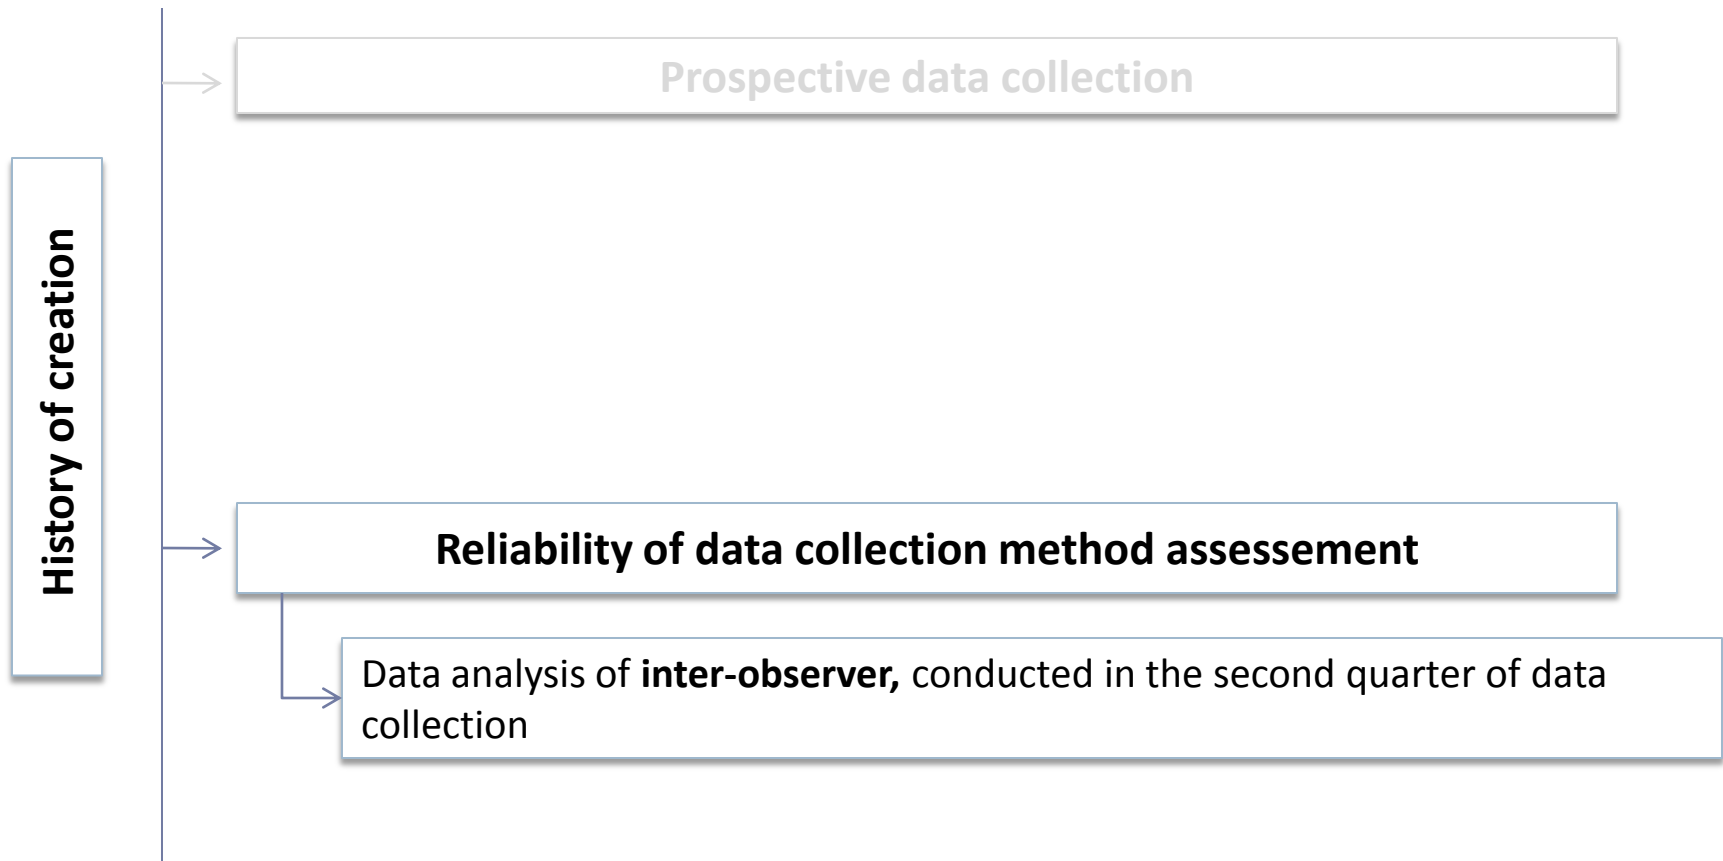 Prospective data collection
History of creation
Reliability of data collection method assessement
Data analysis of inter-observer, conducted in the second quarter of data
collection